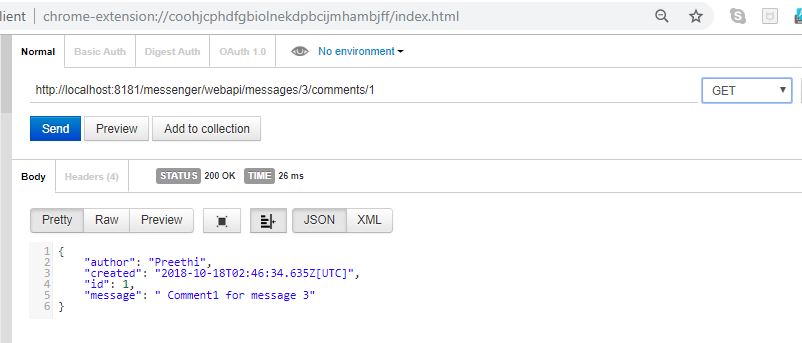 lient chrome-extension://coohjcphdfgbiolnekdpbcijmhambjff/index.html
Normal Basic Auth Digest Auth OAuth 1.0 No environment
http://localhost:8181/messenger/webapi/messages/3/comments/1 GET
Send Preview Add to collection
Body Headers (4) STATUS 200 OK TIME 26 ms
Pretty Raw Preview JSON XML
1 {
2 "author": "Preethi",
3 "created": "2018-10-18T02:46:34.635Z[UTC]",
4 "id": 1,
5 "message": " Comment1 for message 3"
6 }